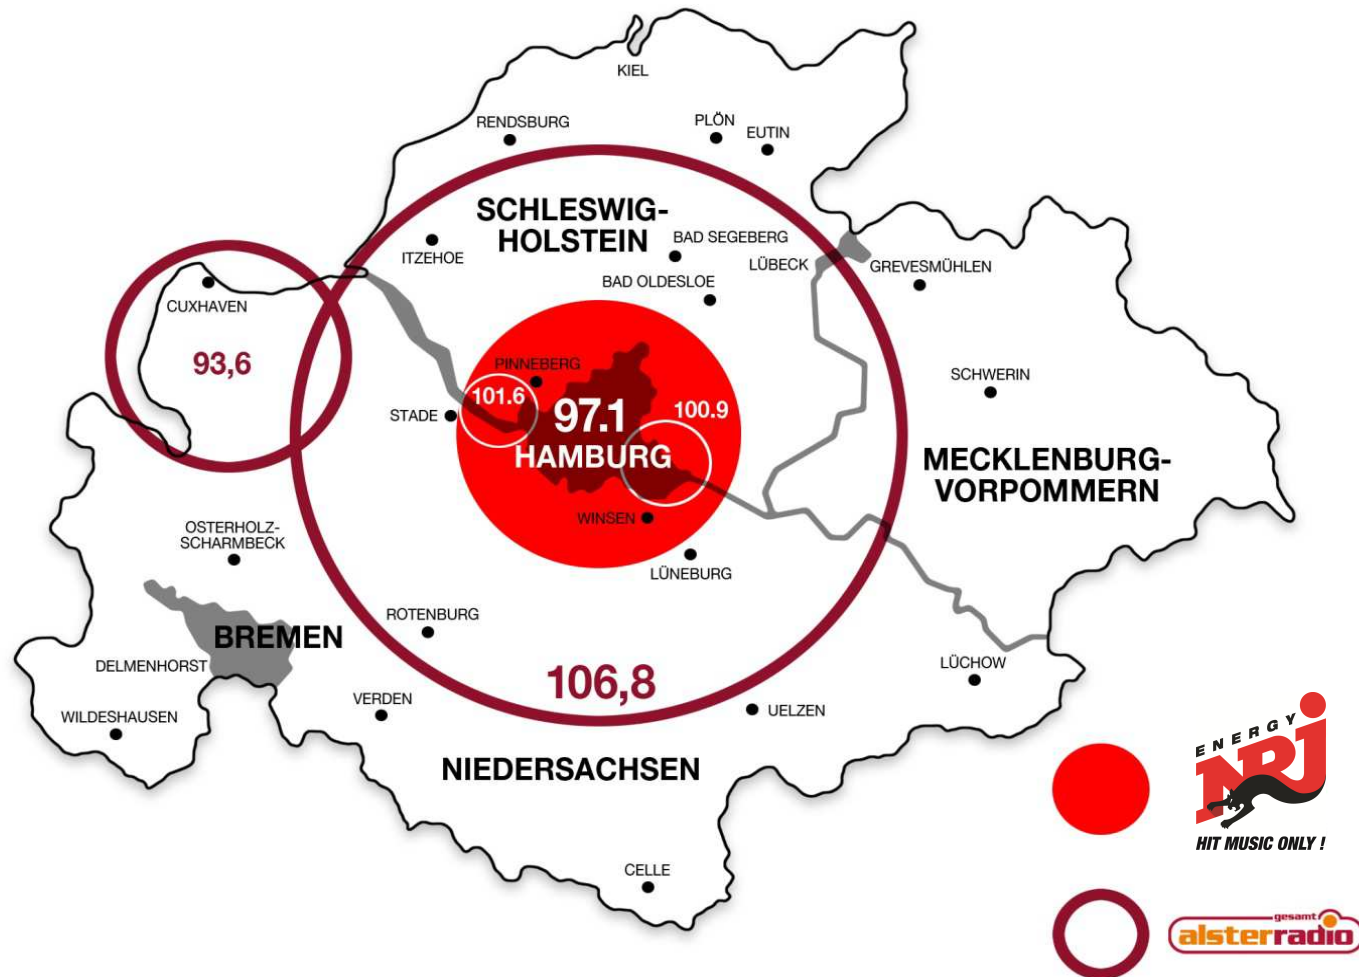 KIEL
RENDSBURG
PLÖN
EUTIN
SCHLESWIG-
HOLSTEIN
ITZEHOE
BAD SEGEBERG
LÜBECK
GREVESMÜHLEN
BAD OLDESLOE
CUXHAVEN
93,6
PINNEBERG
101.6
STADE
97.1
HAMBURG
100.9
SCHWERIN
MECKLENBURG-
VORPOMMERN
WINSEN
LÜNEBURG
OSTERHOLZ-
SCHARMBECK
BREMEN
ROTENBURG
DELMENHORST
106,8
LÜCHOW
VERDEN
UELZEN
WILDESHAUSEN
NIEDERSACHSEN
CELLE
ENERGY
NRJ
HIT MUSIC ONLY !
gesamt
alsterradio